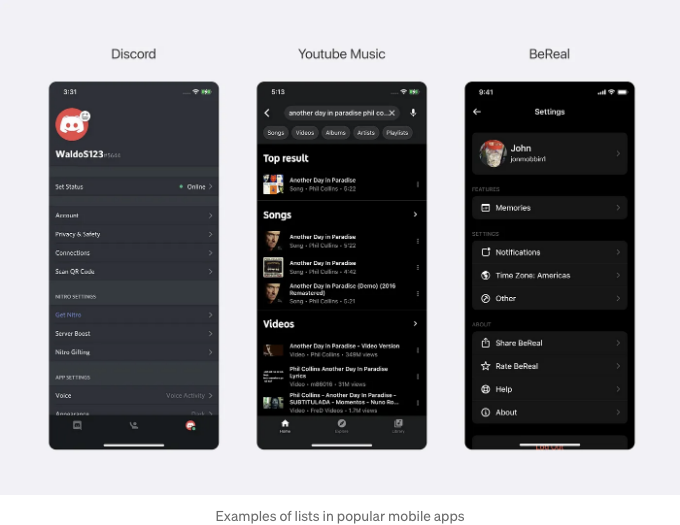 Discord
Youtube Music
BeReal
3:31
WaldoS123
Set Status
Online
Account
Privacy & Safety
Connections
Scan QR Code
NITRO SETTINGS
Get Nitro
Server Boost
Nitro Gifting
APP SETTINGS
Voice
Voice Activity
Appearance
Dark
5:13
another day in paradise phil co...
Songs
Videos
Albums
Artists
Playlists
Top result
Another Day In Paradise
Song • Phil Collins • 5:22
Songs
Another Day In Paradise
Song • Phil Collins • 5:22
Another Day In Paradise
Song • Phil Collins • 4:42
Another Day In Paradise (Demo) (2016
Remastered)
Song • Phil Collins • 5:21
Videos
Another Day In Paradise - Video Version
Video • Phil Collins • 349M views
Phil Collins Another Day In Paradise
Lyrics
Video • m88016 • 51M views
Phil Collins - Another Day In Paradise -
SUBTITULADA - Momentos - Nuno Ro...
Video • FreD Videos • 1.7M views
Home
Explore
Library
9:41
Settings
John
jonmobbin1
FEATURES
Memories
SETTINGS
Notifications
Time Zone: Americas
Other
ABOUT
Share BeReal
Rate BeReal
Help
About
Log Out
Examples of lists in popular mobile apps